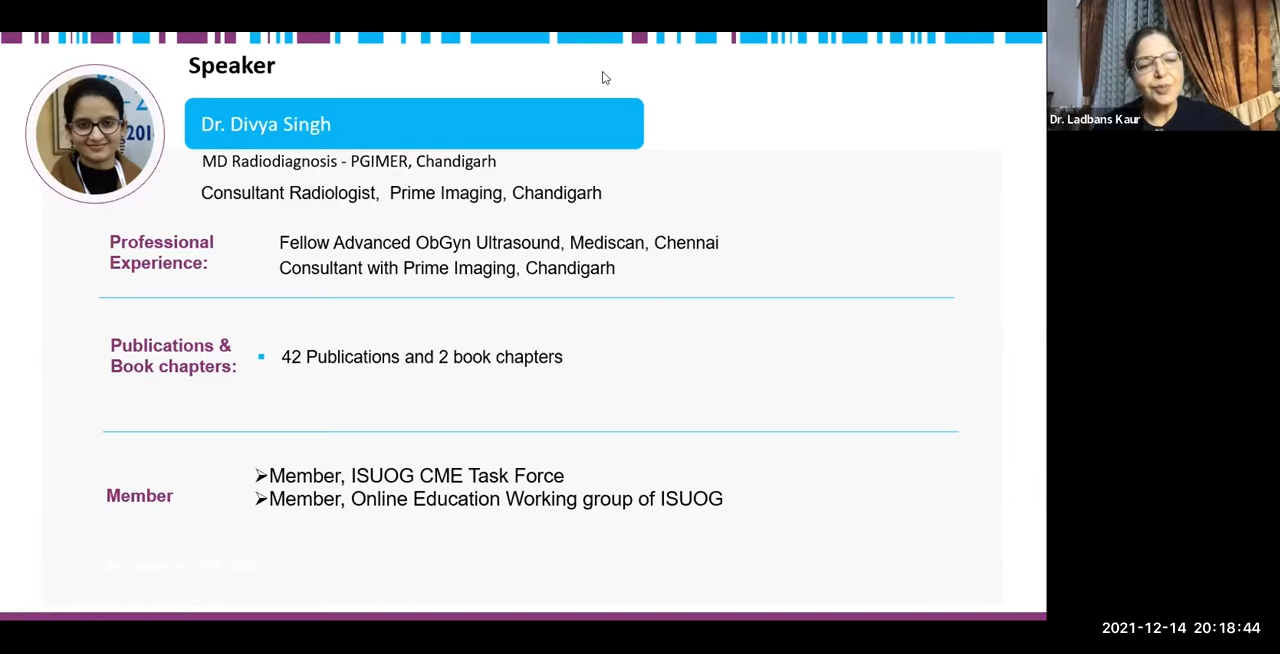 Speaker
Dr. Divya Singh
MD Radiodiagnosis - PGIMER, Chandigarh
Consultant Radiologist, Prime Imaging, Chandigarh
Professional
Experience:
Fellow Advanced ObGyn Ultrasound, Mediscan, Chennai
Consultant with Prime Imaging, Chandigarh
Publications &
Book chapters:
▪ 42 Publications and 2 book chapters
Member
➢Member, ISUOG CME Task Force
➢Member, Online Education Working group of ISUOG
Dr. Ladbans Kaur
2021-12-14 20:18:44